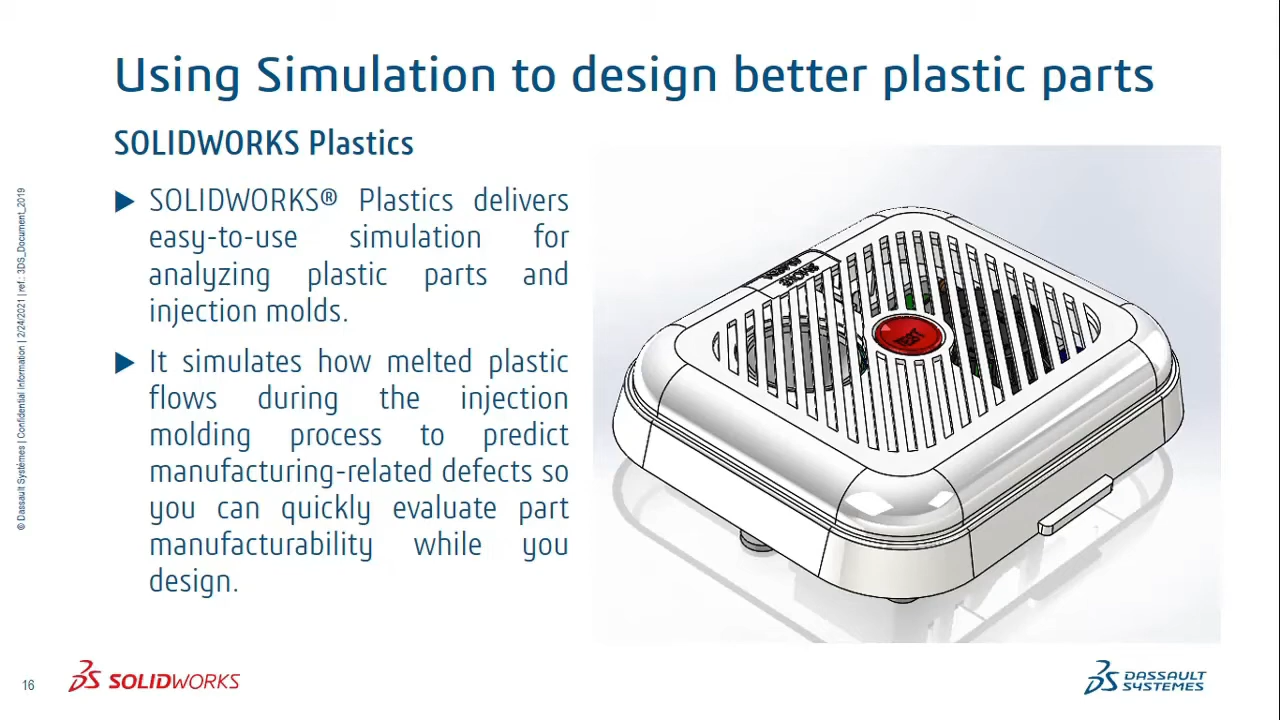 Using Simulation to design better plastic parts
SOLIDWORKS Plastics
SOLIDWORKS® Plastics delivers
easy-to-use simulation for
analyzing plastic parts and
injection molds.
It simulates how melted plastic
flows during the injection
molding process to predict
manufacturing-related defects so
you can quickly evaluate part
manufacturability while you
design.
SMOKE
ALARM
TEST
© Dassault Systèmes | Confidential Information | 2/24/2021 | ref.: 3DS_Document_2019
16
SOLIDWORKS
DASSAULT
SYSTEMES